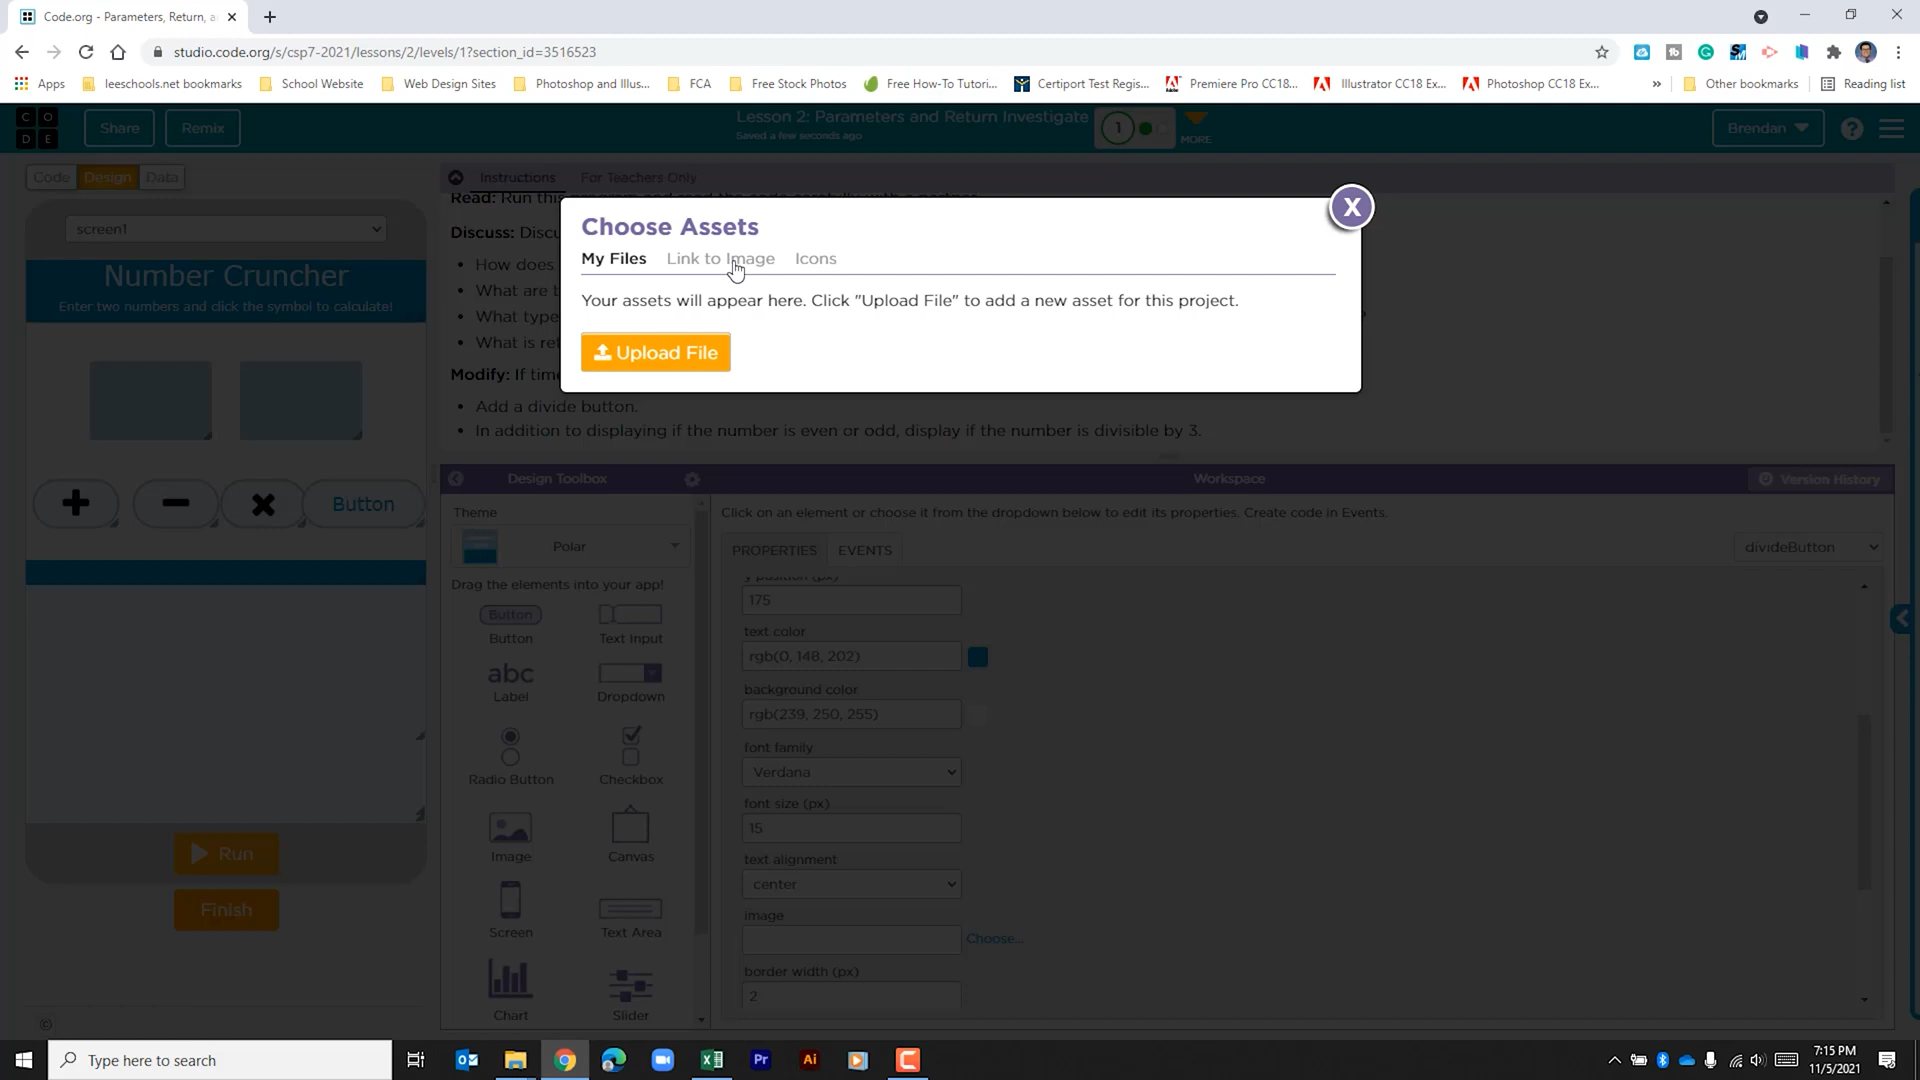 Code.org - Parameters, Return, a
studio.code.org/s/csp7-2021/lessons/2/levels/1?section_id=3516523
Apps
leeschools.net bookmarks
School Website
Web Design Sites
Photoshop and Illus...
FCA
Free Stock Photos
Free How-To Tutori...
Certiport Test Regis...
Premiere Pro CC18...
Illustrator CC18 Ex...
Photoshop CC18 Ex...
»
Other bookmarks
Reading list
C O
D E
Share
Remix
Lesson 2: Parameters and Return Investigate
Saved a few seconds ago
1
MORE
Brendan
?
Code
Design
Data
Instructions
For Teachers Only
screen1
Number Cruncher
Enter two numbers and click the symbol to calculate!
Button
Run
Finish
Read: Run this
Discuss: Discu
How does
What are t
What type
What is ret
Modify: If time
Add a divide button.
In addition to displaying if the number is even or odd, display if the number is divisible by 3.
Choose Assets
X
My Files
Link to Image
Icons
Your assets will appear here. Click "Upload File" to add a new asset for this project.
Upload File
Design Toolbox
Workspace
Version History
Theme
Polar
Drag the elements into your app!
Button
Button
Text Input
abc
Label
Dropdown
Radio Button
Checkbox
Image
Canvas
Screen
Text Area
Chart
Slider
Click on an element or choose it from the dropdown below to edit its properties. Create code in Events.
PROPERTIES
EVENTS
divideButton
y position (px)
175
text color
rgb(0, 148, 202)
background color
rgb(239, 250, 255)
font family
Verdana
font size (px)
15
text alignment
center
image
Choose...
border width (px)
2
©
Type here to search
Pr
Ai
7:15 PM
11/5/2021